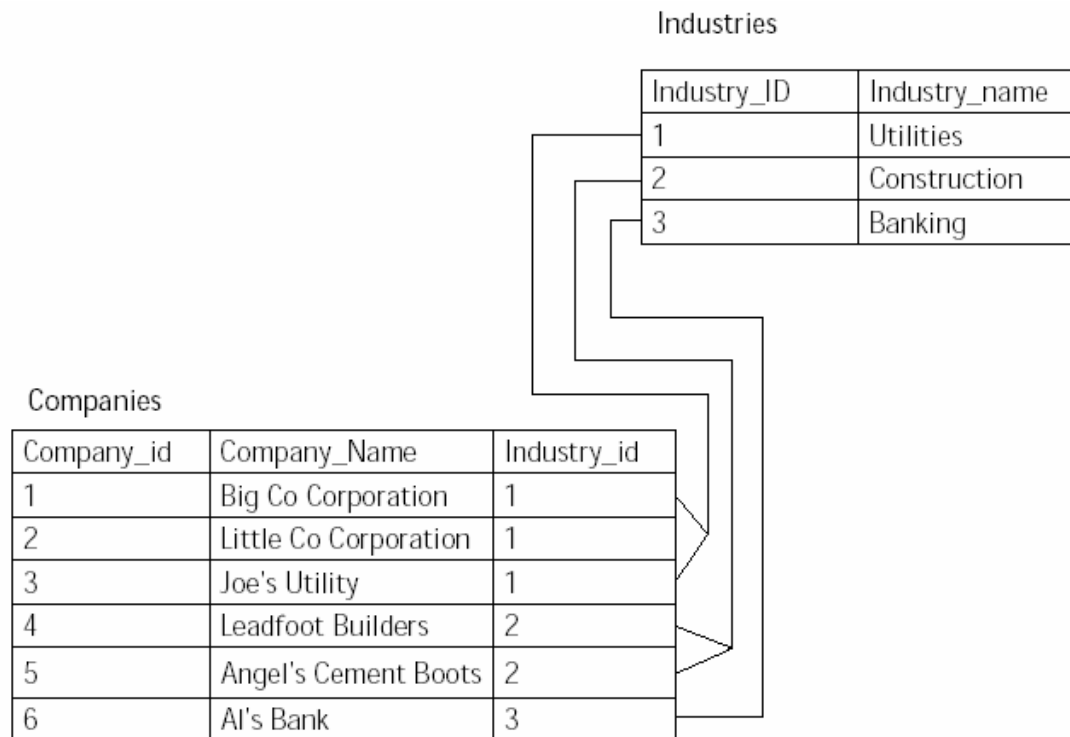 Industries
Industry_ID Industry_name
1 Utilities
2 Construction
3 Banking
Companies
Company_id Company_Name Industry_id
1 Big Co Corporation 1
2 Little Co Corporation 1
3 Joe's Utility 1
4 Leadfoot Builders 2
5 Angel's Cement Boots 2
6 Al's Bank 3